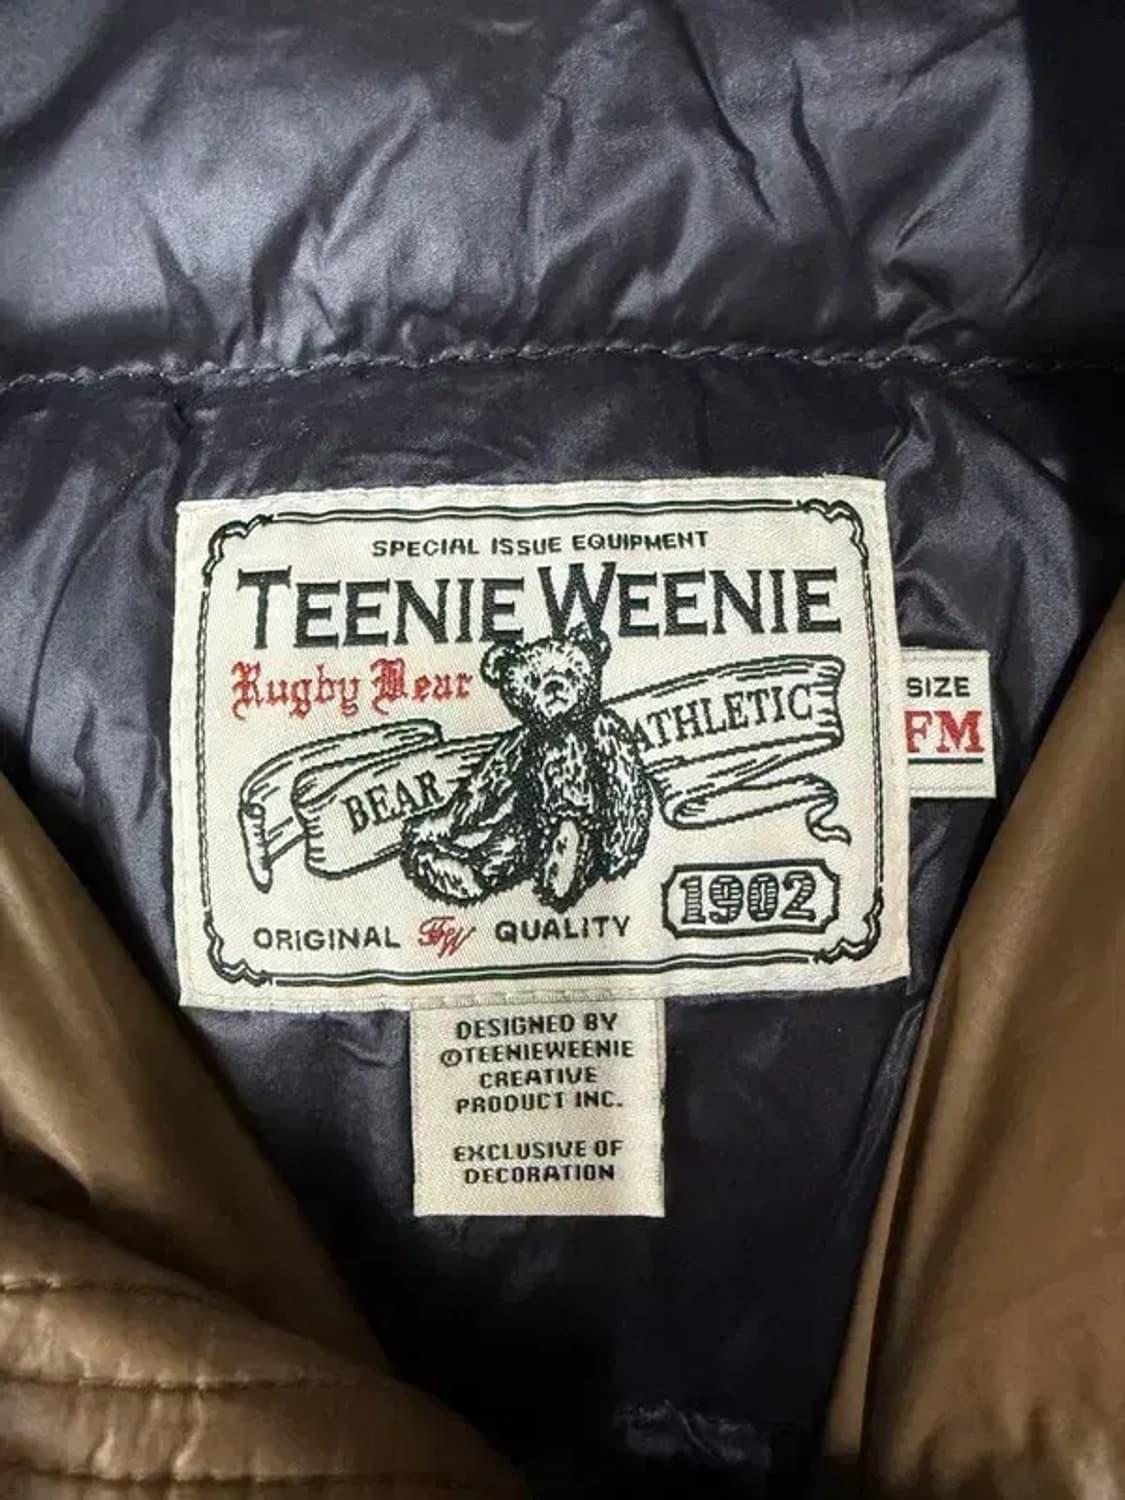 SPECIAL ISSUE EQUIPMENT
TEENIE WEENIE
Rugby Bear
BEAR ATHLETIC
1902
ORIGINAL TW QUALITY
SIZE
FM
DESIGNED BY
©TEENIEWEENIE
CREATIVE
PRODUCT INC.
EXCLUSIVE OF
DECORATION